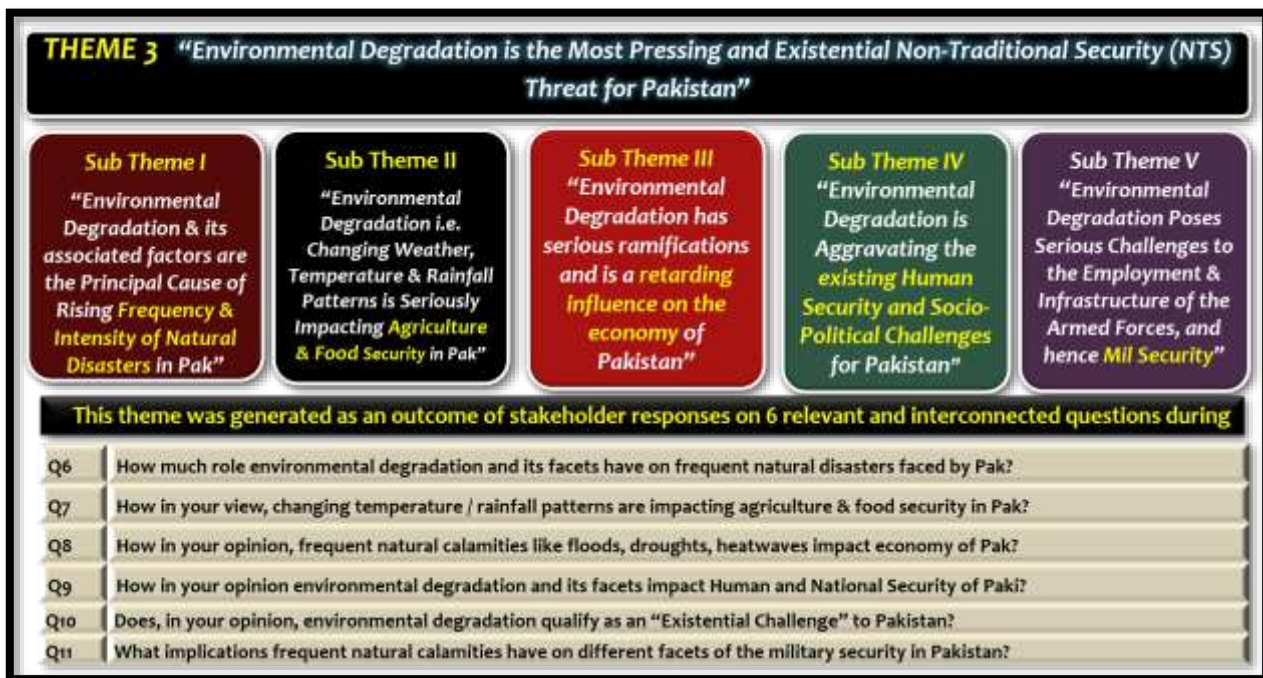 THEME 3 “Environmental Degradation is the Most Pressing and Existential Non-Traditional Security (NTS)
Threat for Pakistan”
Sub Theme I
“Environmental
Degradation & its
associated factors are
the Principal Cause of
Rising Frequency &
Intensity of Natural
Disasters in Pak”
Sub Theme II
“Environmental
Degradation i.e.
Changing Weather,
Temperature & Rainfall
Patterns is Seriously
Impacting Agriculture
& Food Security in Pak”
Sub Theme III
“Environmental
Degradation has
serious ramifications
and is a retarding
influence on the
economy of
Pakistan”
Sub Theme IV
“Environmental
Degradation is
Aggravating the
existing Human
Security and Socio-
Political Challenges
for Pakistan”
Sub Theme V
“Environmental
Degradation Poses
Serious Challenges to
the Employment &
Infrastructure of the
Armed Forces, and
hence Mil Security”
This theme was generated as an outcome of stakeholder responses on 6 relevant and interconnected questions during
Q6 How much role environmental degradation and its facets have on frequent natural disasters faced by Pak?
Q7 How in your view, changing temperature / rainfall patterns are impacting agriculture & food security in Pak?
Q8 How in your opinion, frequent natural calamities like floods, droughts, heatwaves impact economy of Pak?
Q9 How in your opinion environmental degradation and its facets impact Human and National Security of Paki?
Q10 Does, in your opinion, environmental degradation qualify as an “Existential Challenge” to Pakistan?
Q11 What implications frequent natural calamities have on different facets of the military security in Pakistan?